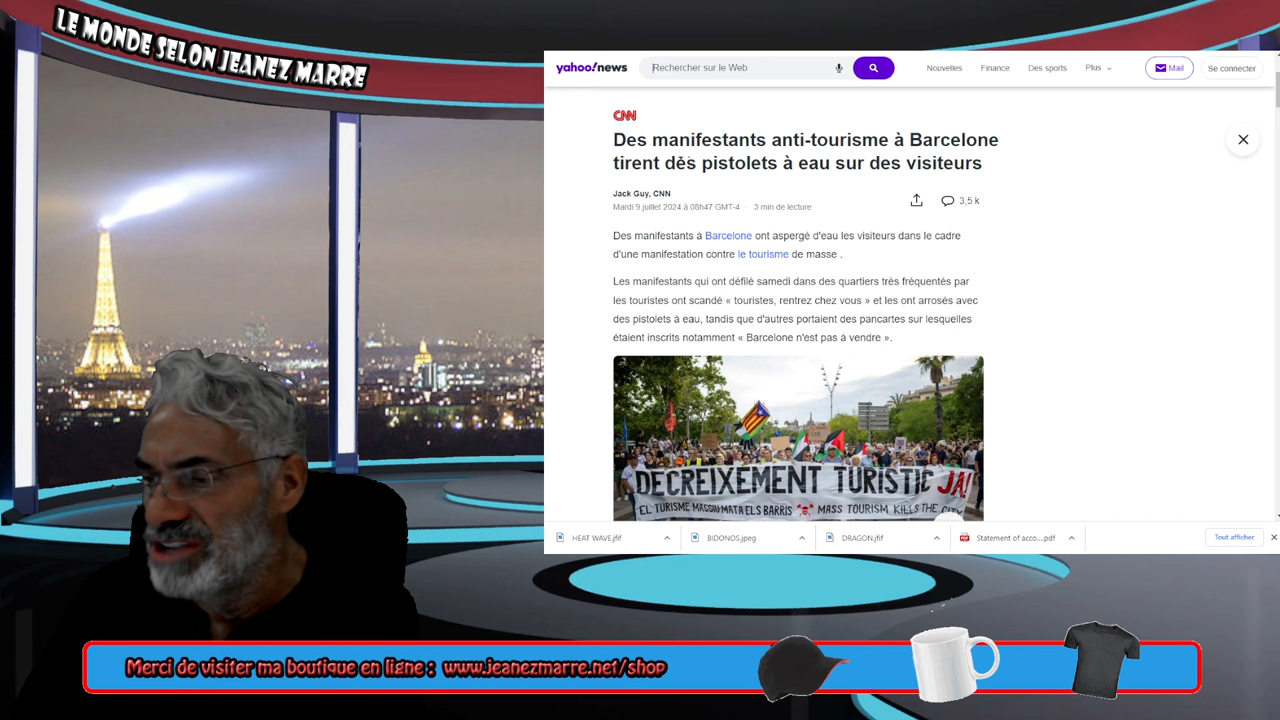 LE MONDE SELON JEANEZ MARRE
yahoo!news
Rechercher sur le Web
Nouvelles
Finance
Des sports
Plus
Mail
Se connecter
CNN
Des manifestants anti-tourisme à Barcelone
tirent des pistolets à eau sur des visiteurs
Jack Guy, CNN
Mardi 9 juillet 2024 à 08h47 GMT-4 · 3 min de lecture
3,5 k
Des manifestants à Barcelone ont aspergé d'eau les visiteurs dans le cadre
d'une manifestation contre le tourisme de masse .
Les manifestants qui ont défilé samedi dans des quartiers très fréquentés par
les touristes ont scandé « touristes, rentrez chez vous » et les ont arrosés avec
des pistolets à eau, tandis que d'autres portaient des pancartes sur lesquelles
étaient inscrits notamment « Barcelone n'est pas à vendre ».
DECREIXEMENT TURÍSTIC JA!
EL TURISME MASSIU MATA ELS BARRIS MASS TOURISM KILLS THE CITY
HEAT WAVE.jfif
BIDONOS.jpeg
DRAGON.jfif
Statement of acco....pdf
Tout afficher
Merci de visiter ma boutique en ligne : www.jeanezmarre.net/shop